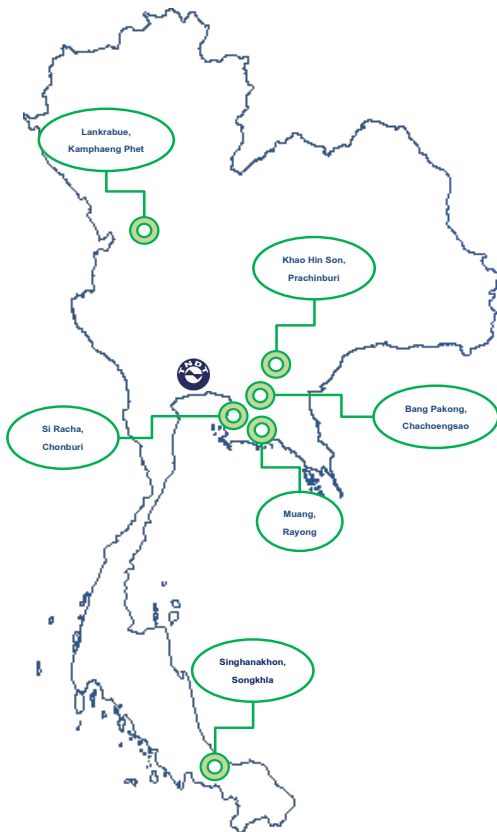 Lankrabue,
Kamphaeng Phet
Khao Hin Son,
Prachinburi
Bang Pakong,
Chachoengsao
Si Racha,
Chonburi
Muang,
Rayong
Singhanakhon,
Songkhla